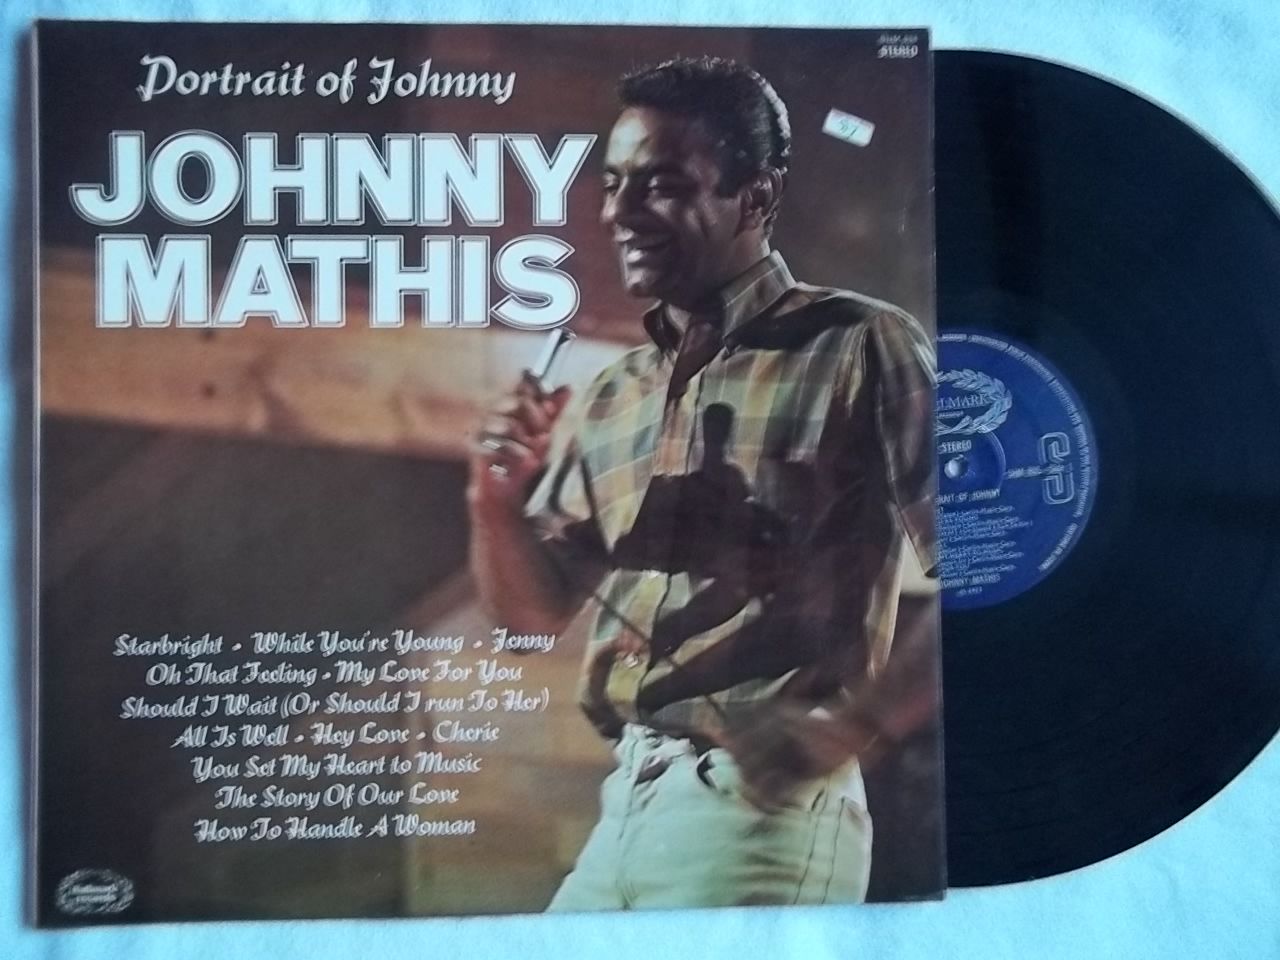 Portrait of Johnny
STEREO
JOHNNY
MATHIS
Starbright - While You're Young - Jenny
Oh That Feeling - My Love For You
Should I Wait (Or Should I run To Her)
All Is Well - Hey Love - Cherie
You Set My Heart to Music
The Story Of Our Love
How To Handle A Woman
Hallmark
records
STEREO
OF JOHNNY
JOHNNY MATHIS